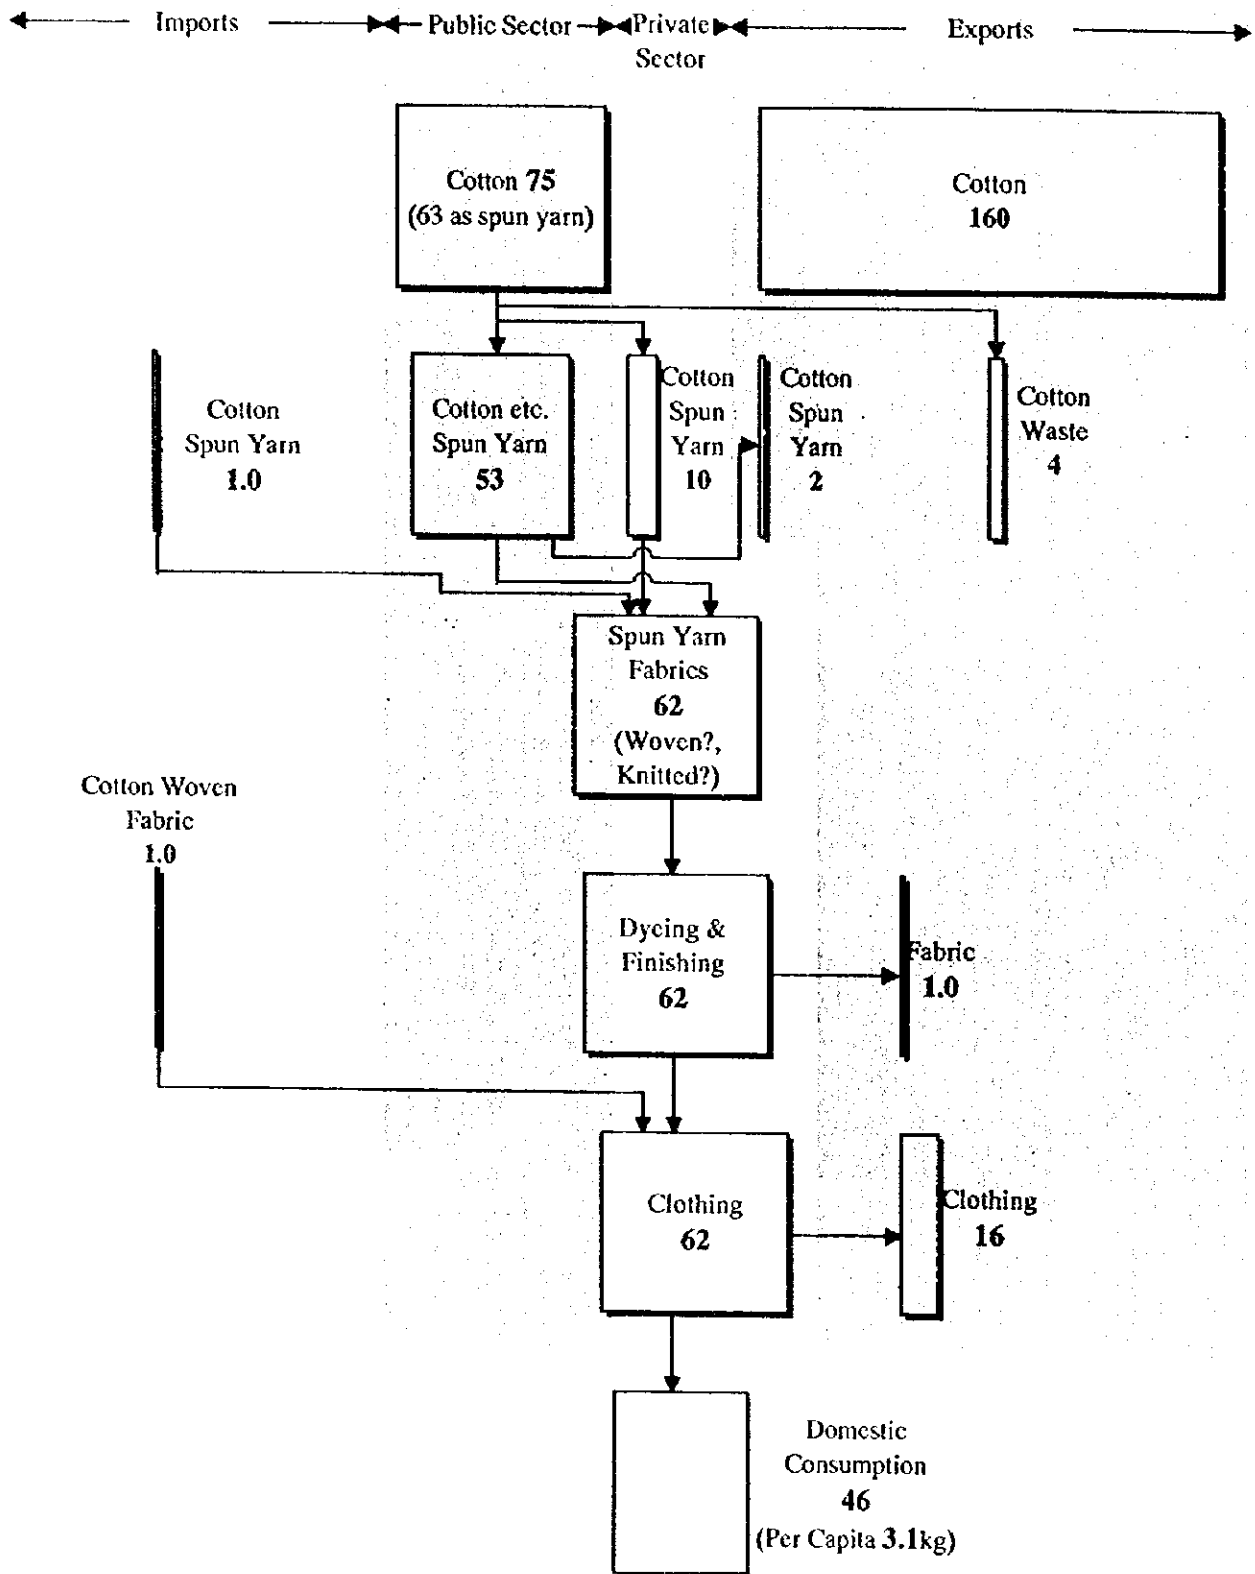 Imports
Public Sector
Private
Sector
Exports
Cotton 75
(63 as spun yarn)
Cotton
160
Cotton
Spun Yarn
1.0
Cotton etc.
Spun Yarn
53
Cotton
Spun
Yarn
10
Cotton
Spun
Yarn
2
Cotton
Waste
4
Spun Yarn
Fabrics
62
(Woven?,
Knitted?)
Cotton Woven
Fabric
1.0
Dyeing &
Finishing
62
Fabric
1.0
Clothing
62
Clothing
16
Domestic
Consumption
46
(Per Capita 3.1kg)